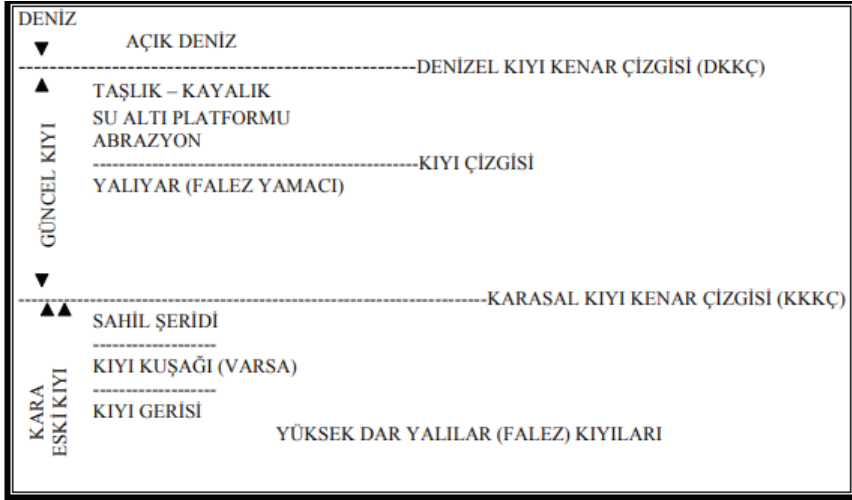 DENİZ
AÇIK DENİZ
DENİZEL KIYI KENAR ÇİZGİSİ (DKKÇ)
TAŞLIK – KAYALIK
SU ALTI PLATFORMU
ABRAZYON
KIYI ÇİZGİSİ
YALIYAR (FALEZ YAMACI)
GÜNCEL KIYI
KARASAL KIYI KENAR ÇİZGİSİ (KKKÇ)
SAHİL ŞERİDİ
KIYI KUŞAĞI (VARSA)
KIYI GERİSİ
KARA
ESKİ KIYI
YÜKSEK DAR YALILAR (FALEZ) KIYILARI